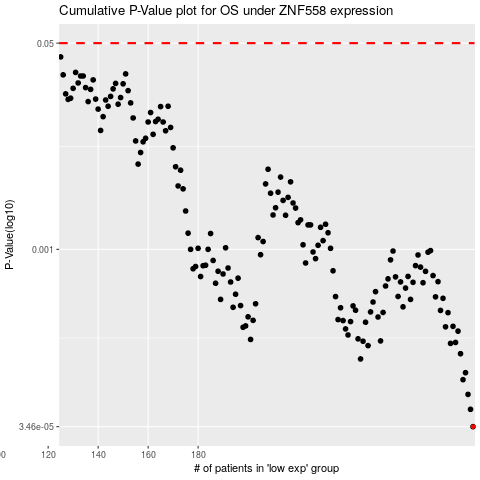 Cumulative P-Value plot for OS under ZNF558 expression
0.05
P-Value(log10)
0.001
3.46e-05
0 120 140 160 180
# of patients in 'low exp' group